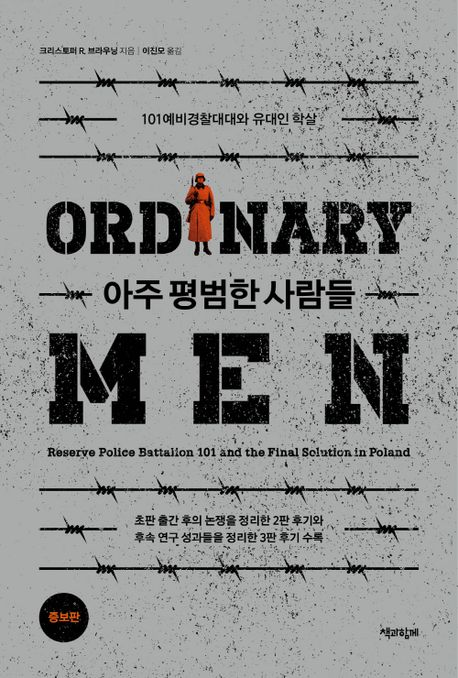 크리스토퍼 R. 브라우닝 지음 | 이진모 옮김
101예비경찰대대와 유대인 학살
ORDINARY
아주 평범한 사람들
MEN
Reserve Police Battalion 101 and the Final Solution in Poland
초판 출간 후의 논쟁을 정리한 2판 후기와
후속 연구 성과들을 정리한 3판 후기 수록
증보판
책과함께